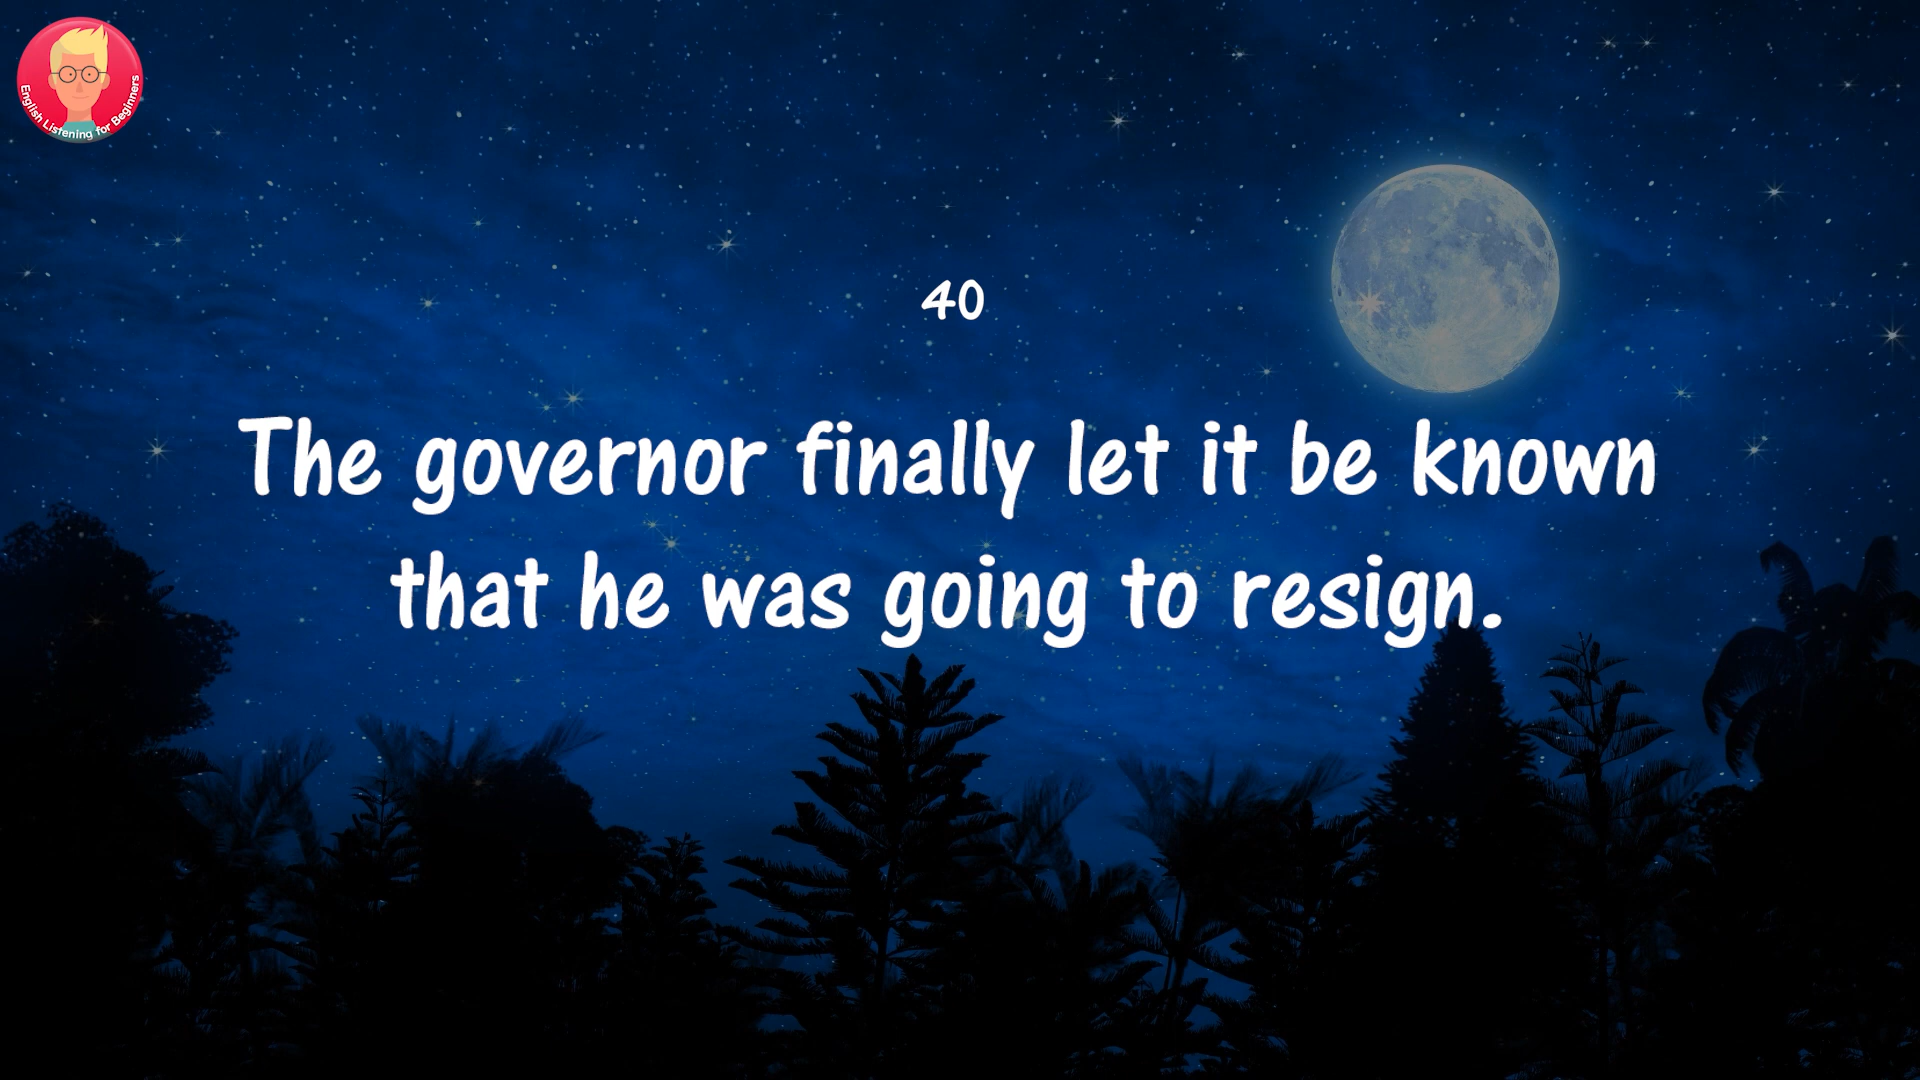 English Listening for Beginners
40
The governor finally let it be known
that he was going to resign.